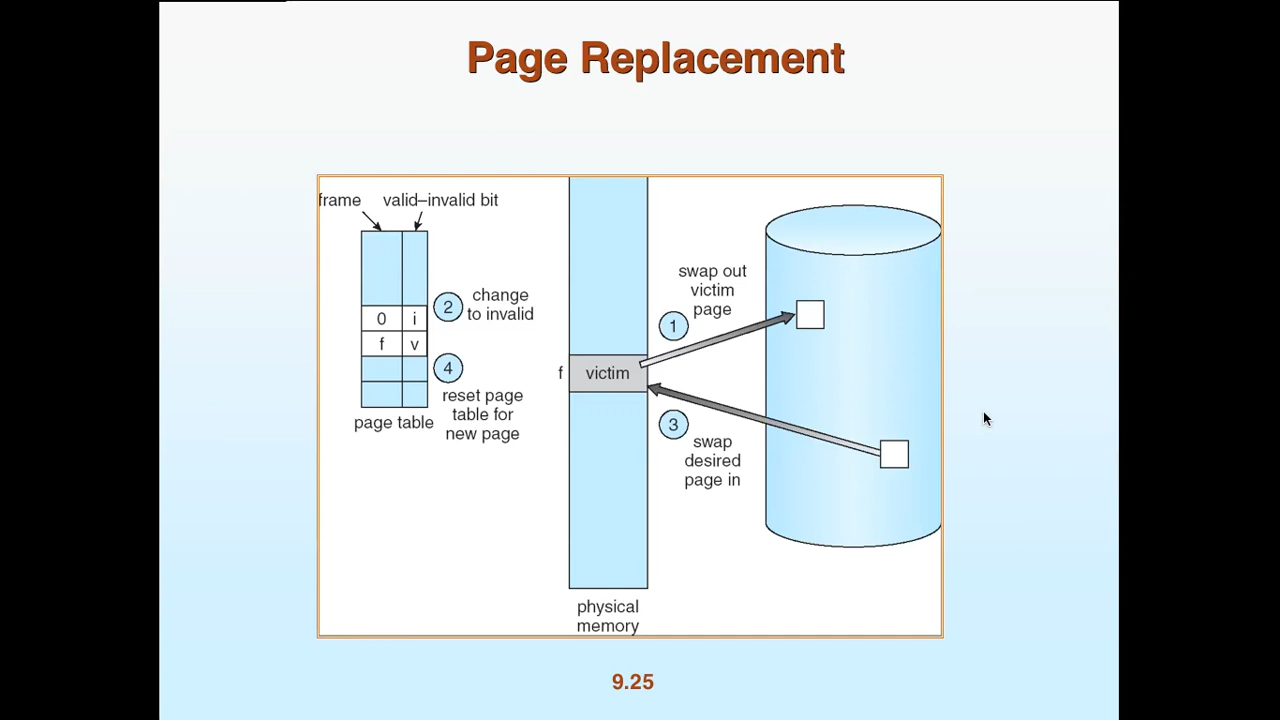 Page Replacement
frame
valid–invalid bit
0 i
f v
2
change
to invalid
4
reset page
table for
new page
page table
f
victim
physical
memory
swap out
victim
page
1
3
swap
desired
page in
9.25